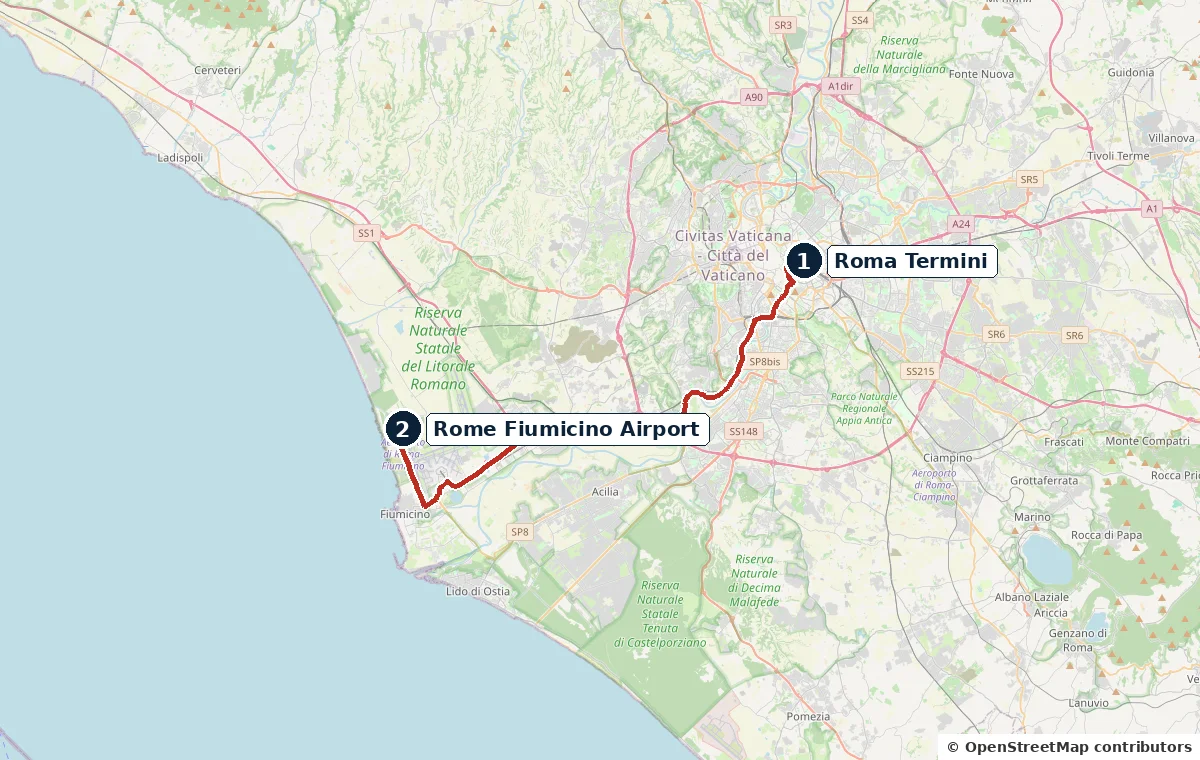 SR3
SS4
Riserva
Naturale
della Marcigliana
Fonte Nuova
Guidonia
Cerveteri
A90
A1dir
Villanova
Ladispoli
Tivoli Terme
SR5
A1
SS1
A24
Civitas Vaticana
- Città del
Vaticano
1
Roma Termini
Riserva
Naturale
Statale
del Litorale
Romano
SR6
SR6
SP8bis
SS215
Parco Naturale
Regionale
Appia Antica
2
Rome Fiumicino Airport
SS148
Frascati
Monte Compatri
Fiumicino
Ciampino
Aeroporto
di Roma-
Ciampino
Grottaferrata
Rocca Pri
Acilia
Fiumicino
SP8
Marino
Rocca di Papa
Riserva
Naturale
di Decima
Malafede
Lido di Ostia
Riserva
Naturale
Statale
Tenuta
di Castelporziano
Albano Laziale
Ariccia
Genzano di
Roma
Ve
Lanuvio
Pomezia
© OpenStreetMap contributors